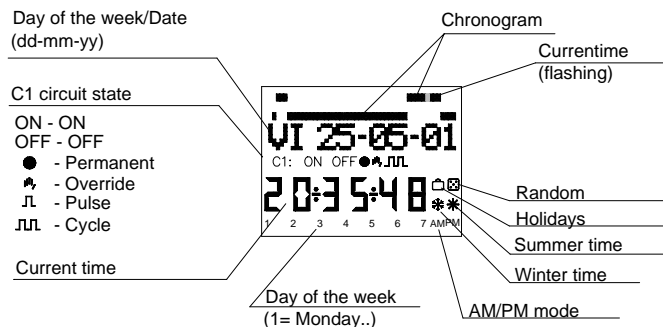 Day of the week/Date
(dd-mm-yy)
Chronogram
Currentime
(flashing)
C1 circuit state
ON - ON
OFF - OFF
- Permanent
- Override
- Pulse
- Cycle
Current time
VI 25-05-01
C1: ON OFF
20:35:48
1 2 3 4 5 6 7 AM PM
Random
Holidays
Summer time
Winter time
AM/PM mode
Day of the week
(1= Monday..)